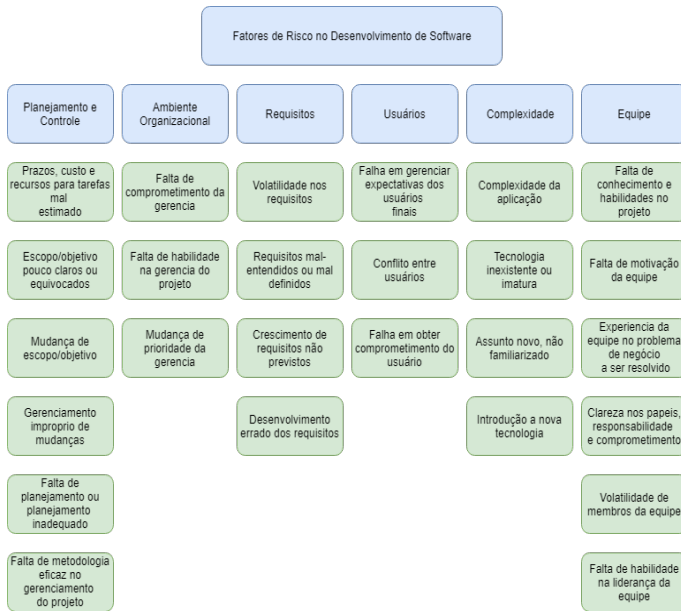 Fatores de Risco no Desenvolvimento de Software
Planejamento e
Controle
Ambiente
Organizacional
Requisitos
Usuários
Complexidade
Equipe
Prazos, custo e
recursos para tarefas
mal
estimado
Falta de
comprometimento da
gerencia
Volatilidade nos
requisitos
Falha em gerenciar
expectativas dos
usuários
finais
Complexidade da
aplicação
Falta de
conhecimento e
habilidades no
projeto
Escopo/objetivo
pouco claros ou
equivocados
Falta de habilidade
na gerencia do
projeto
Requisitos mal-
entendidos ou mal
definidos
Conflito entre
usuários
Tecnologia
inexistente ou
imatura
Falta de motivação
da equipe
Mudança de
escopo/objetivo
Mudança de
prioridade da
gerencia
Crescimento de
requisitos não
previstos
Falha em obter
comprometimento do
usuário
Assunto novo, não
familiarizado
Experiencia da
equipe no problema
de negócio
a ser resolvido
Gerenciamento
improprio de
mudanças
Desenvolvimento
errado dos requisitos
Introdução a nova
tecnologia
Clareza nos papeis,
responsabilidade
e comprometimento
Falta de
planejamento ou
planejamento
inadequado
Volatilidade de
membros da equipe
Falta de metodologia
eficaz no
gerenciamento
do projeto
Falta de habilidade
na liderança da
equipe